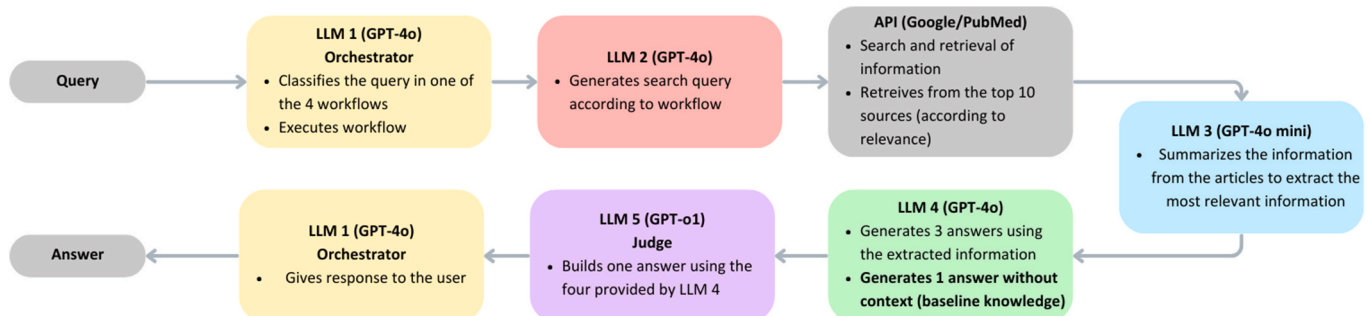 Query
LLM 1 (GPT-4o)
Orchestrator
• Classifies the query in one of
the 4 workflows
• Executes workflow
LLM 2 (GPT-4o)
• Generates search query
according to workflow
API (Google/PubMed)
• Search and retrieval of
information
• Retreives from the top 10
sources (according to
relevance)
LLM 3 (GPT-4o mini)
• Summarizes the information
from the articles to extract the
most relevant information
LLM 4 (GPT-4o)
• Generates 3 answers using
the extracted information
• Generates 1 answer without
context (baseline knowledge)
LLM 5 (GPT-o1)
Judge
• Builds one answer using the
four provided by LLM 4
LLM 1 (GPT-4o)
Orchestrator
• Gives response to the user
Answer